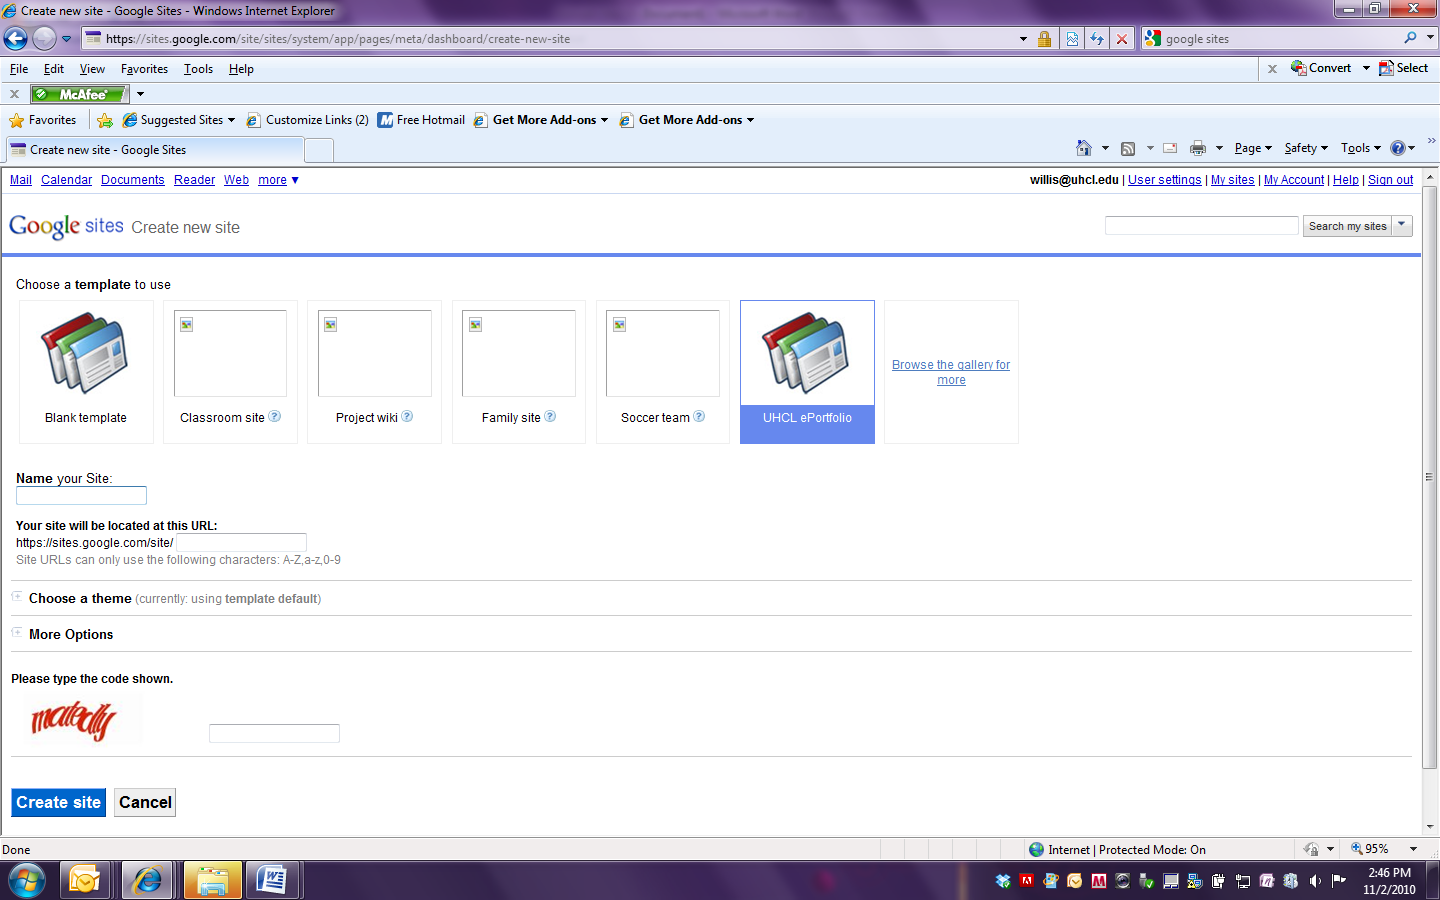 Create new site - Google Sites - Windows Internet Explorer
https://sites.google.com/site/sites/system/app/pages/meta/dashboard/create-new-site
google sites
File Edit View Favorites Tools Help
x Convert Select
x McAfee
Favorites Suggested Sites Customize Links (2) Free Hotmail Get More Add-ons Get More Add-ons
Create new site - Google Sites
Page Safety Tools »
Mail Calendar Documents Reader Web more ▼
willis@uhcl.edu | User settings | My sites | My Account | Help | Sign out
Google sites Create new site
Search my sites
Choose a template to use
Blank template
Classroom site ?
Project wiki ?
Family site ?
Soccer team ?
UHCL ePortfolio
Browse the gallery for
more
Name your Site:
Your site will be located at this URL:
https://sites.google.com/site/
Site URLs can only use the following characters: A-Z,a-z,0-9
Choose a theme (currently: using template default)
More Options
Please type the code shown.
Create site Cancel
Done
Internet | Protected Mode: On
95%
2:46 PM
11/2/2010